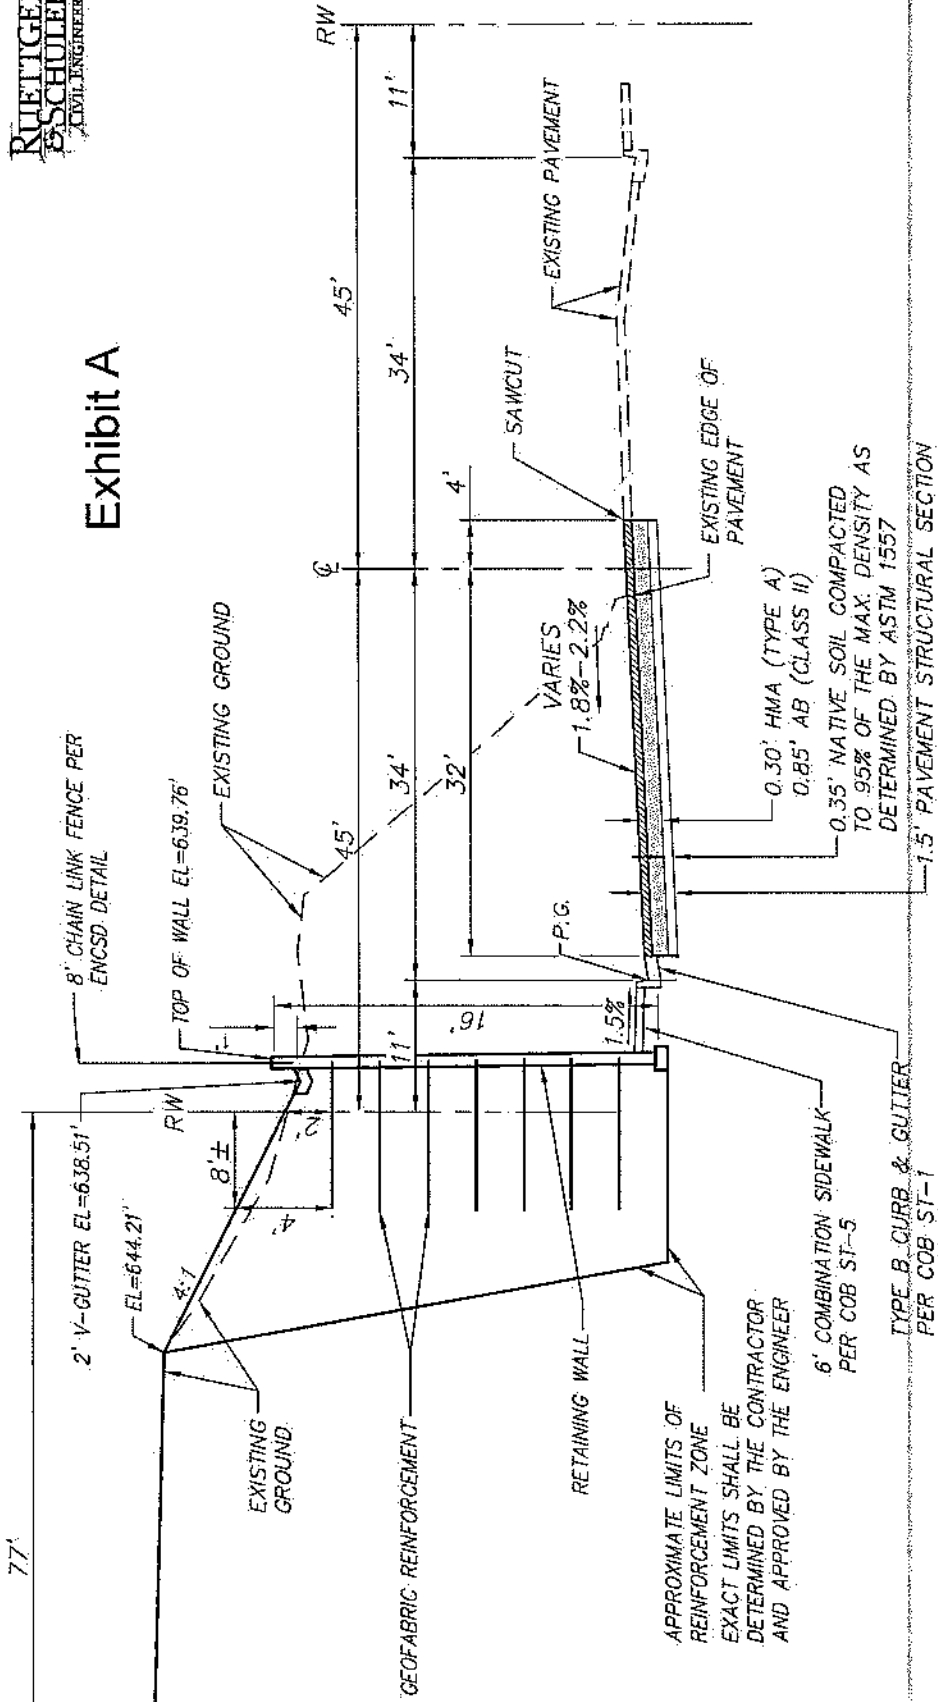 RUETTGE
& SCHULE
CIVIL ENGINEER
Exhibit A
77'
2' V-GUTTER EL=638.51'
8' CHAIN LINK FENCE PER
ENCSD DETAIL
EL=644.21'
RW
TOP OF WALL EL=639.76'
EXISTING GROUND
RW
45'
45'
11'
34'
34'
11'
℄
32'
4'
8'±
4:1
2'
4'
1'
16'
EXISTING
GROUND
GEOFABRIC REINFORCEMENT
RETAINING WALL
APPROXIMATE LIMITS OF
REINFORCEMENT ZONE
EXACT LIMITS SHALL BE
DETERMINED BY THE CONTRACTOR
AND APPROVED BY THE ENGINEER
1.5%
P.G.
VARIES
1.8%-2.2%
SAWCUT
EXISTING PAVEMENT
EXISTING EDGE OF
PAVEMENT
0.30' HMA (TYPE A)
0.85' AB (CLASS II)
0.35' NATIVE SOIL COMPACTED
TO 95% OF THE MAX. DENSITY AS
DETERMINED BY ASTM 1557
1.5' PAVEMENT STRUCTURAL SECTION
6' COMBINATION SIDEWALK
PER COB ST-5
TYPE B CURB & GUTTER
PER COB ST-1